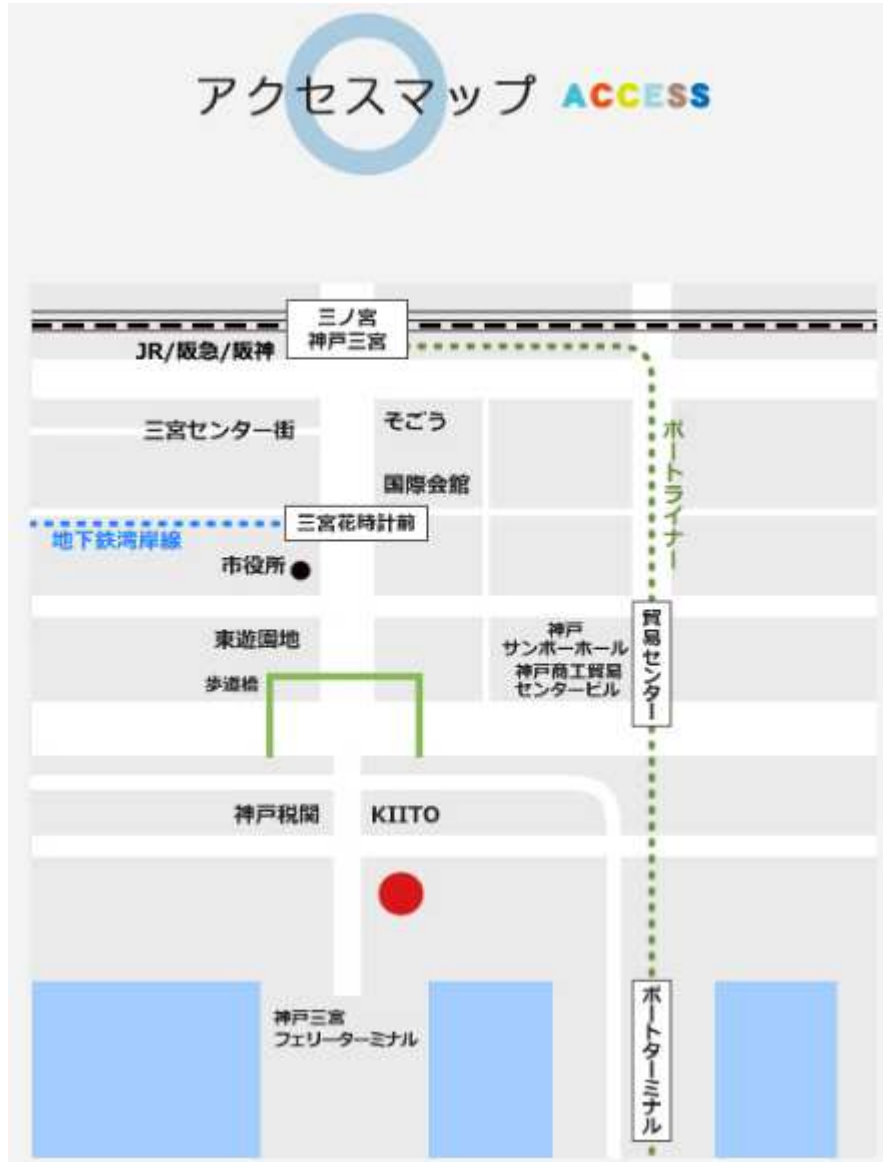 アクセスマップ ACCESS
三ノ宮
神戸三宮
JR/阪急/阪神
三宮センター街
そごう
ポートライナー
国際会館
三宮花時計前
地下鉄湾岸線
市役所
東遊園地
神戸
サンボーホール
神戸商工貿易
センタービル
貿易センター
歩道橋
神戸税関
KIITO
神戸三宮
フェリーターミナル
ポートターミナル